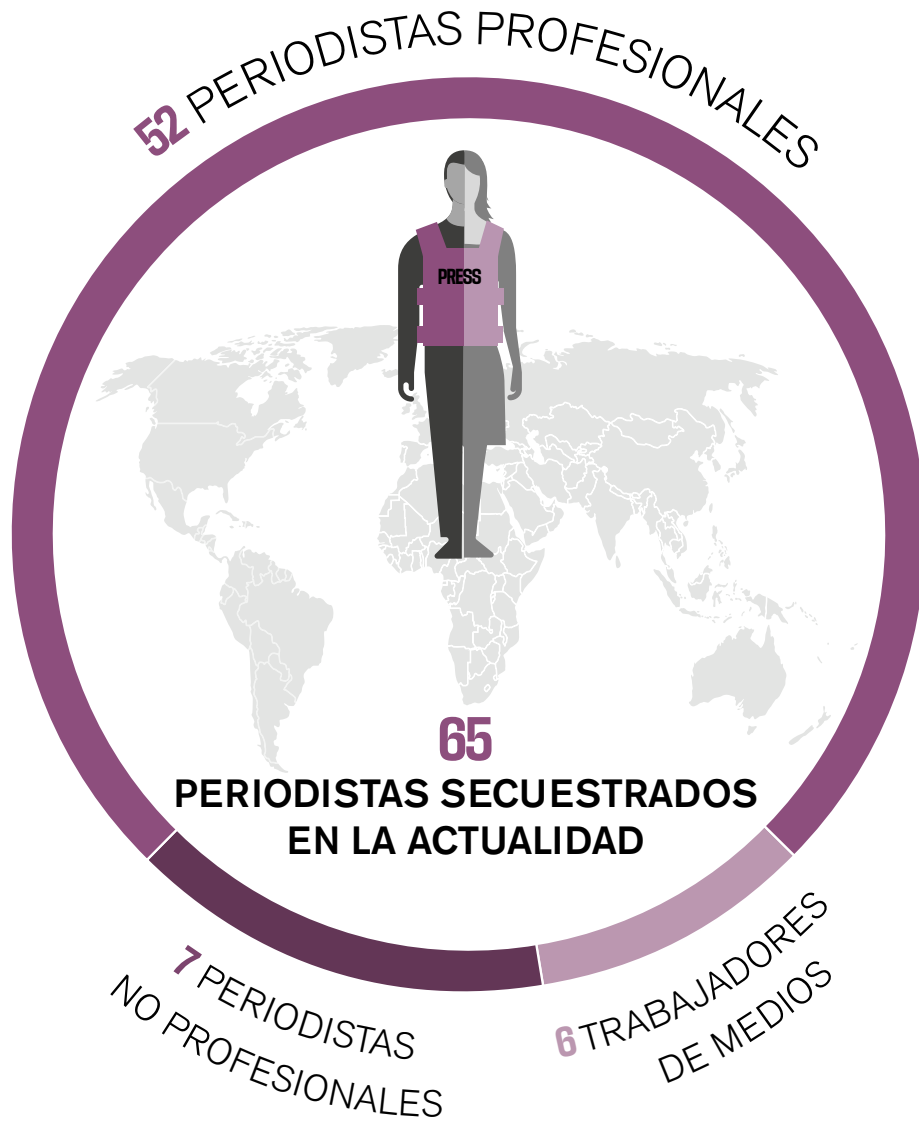 52 PERIODISTAS PROFESIONALES
PRESS
65
PERIODISTAS SECUESTRADOS
EN LA ACTUALIDAD
7 PERIODISTAS
NO PROFESIONALES
6 TRABAJADORES
DE MEDIOS